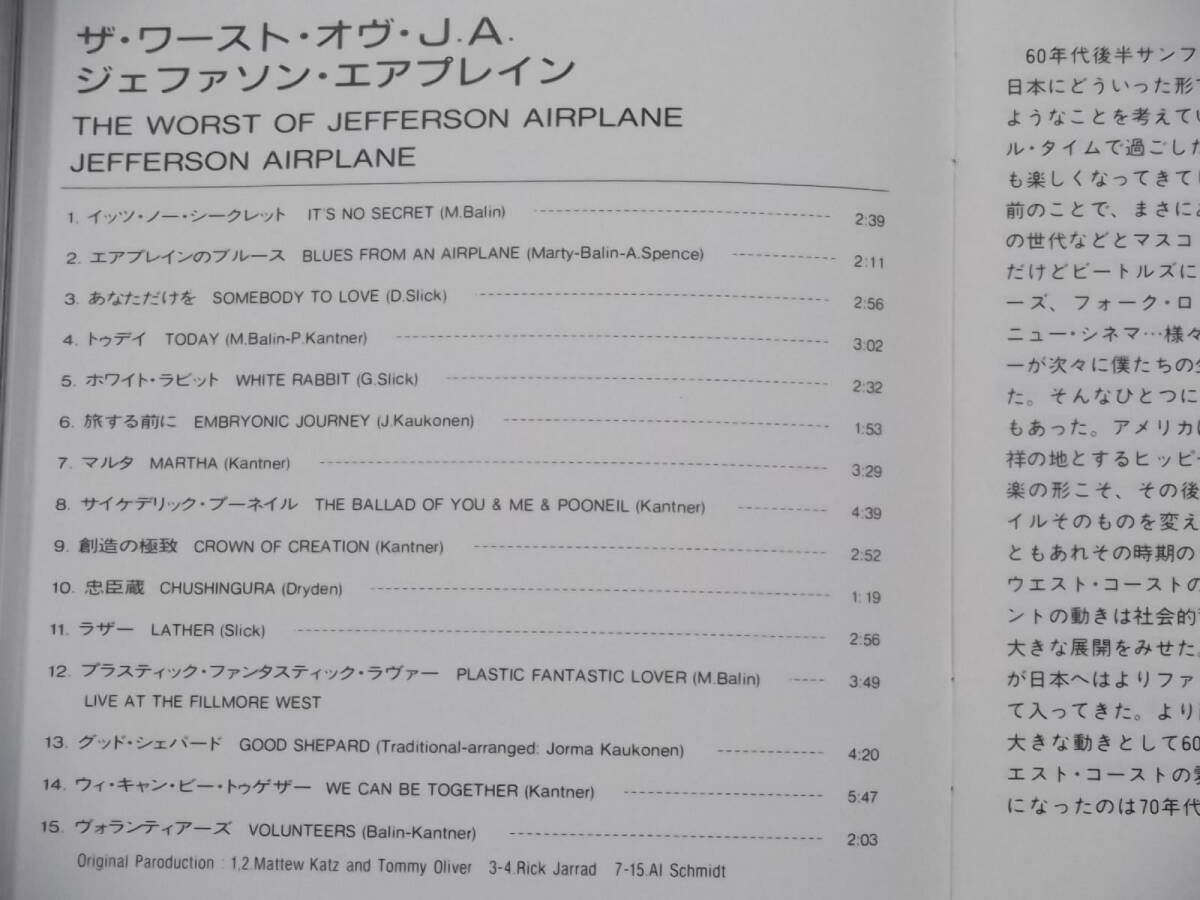 ザ・ワースト・オヴ・J.A.
ジェファソン・エアプレイン
THE WORST OF JEFFERSON AIRPLANE
JEFFERSON AIRPLANE
1. イッツ・ノー・シークレット IT'S NO SECRET (M.Balin) 2:39
2. エアプレインのブルース BLUES FROM AN AIRPLANE (Marty-Balin-A.Spence) 2:11
3. あなただけを SOMEBODY TO LOVE (D.Slick) 2:56
4. トゥデイ TODAY (M.Balin-P.Kantner) 3:02
5. ホワイト・ラビット WHITE RABBIT (G.Slick) 2:32
6. 旅する前に EMBRYONIC JOURNEY (J.Kaukonen) 1:53
7. マルタ MARTHA (Kantner) 3:29
8. サイケデリック・プーネイル THE BALLAD OF YOU & ME & POONEIL (Kantner) 4:39
9. 創造の極致 CROWN OF CREATION (Kantner) 2:52
10. 忠臣蔵 CHUSHINGURA (Dryden) 1:19
11. ラザー LATHER (Slick) 2:56
12. プラスティック・ファンタスティック・ラヴァー PLASTIC FANTASTIC LOVER (M.Balin) 3:49
LIVE AT THE FILLMORE WEST
13. グッド・シェパード GOOD SHEPARD (Traditional-arranged: Jorma Kaukonen) 4:20
14. ウィ・キャン・ビー・トゥゲザー WE CAN BE TOGETHER (Kantner) 5:47
15. ヴォランティアーズ VOLUNTEERS (Balin-Kantner) 2:03
Original Paroduction : 1,2.Mattew Katz and Tommy Oliver 3-4.Rick Jarrad 7-15.Al Schmidt
60年代後半サンフ
日本にどういった形
ようなことを考えてい
ル・タイムで過ごした
も楽しくなってきて
前のことで、まさに
の世代などとマスコ
だけどビートルズに
ーズ、フォーク・ロ
ニュー・シネマ…様々
ーが次々に僕たちの
た。そんなひとつに
もあった。アメリカ
祥の地とするヒッピ
楽の形こそ、その後
イルそのものを変え
ともあれその時期の
ウエスト・コーストの
ントの動きは社会的
大きな展開をみせた。
が日本へはよりファ
て入ってきた。より
大きな動きとして60
エスト・コーストの
になったのは70年代